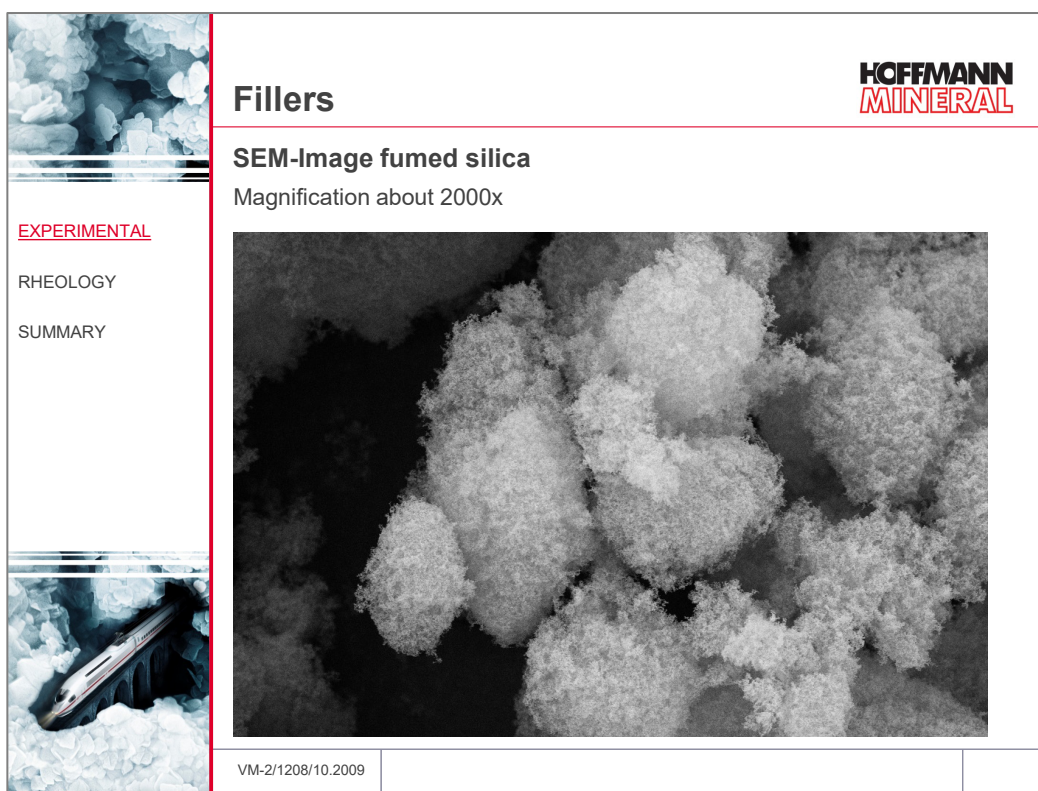 Fillers
HOFFMANN
MINERAL
SEM-Image fumed silica
Magnification about 2000x
EXPERIMENTAL
RHEOLOGY
SUMMARY
VM-2/1208/10.2009